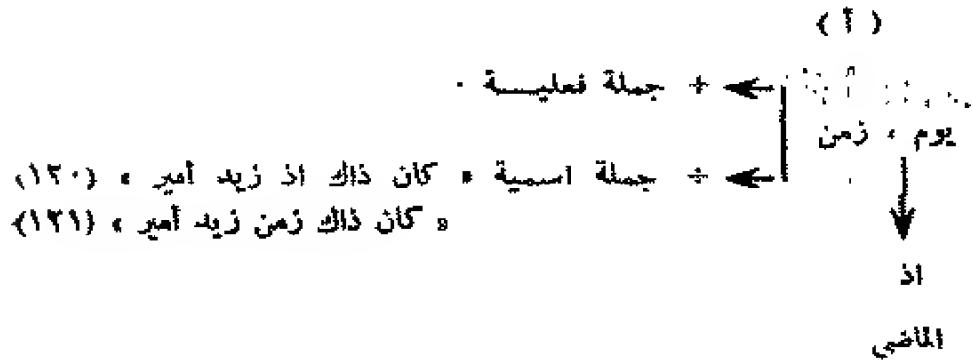 ( أ )
← + جملة فعليــــة .
يوم ، زمن
← + جملة اسمية « كان ذاك اذ زيد أمير » (١٢٠)
« كان ذاك زمن زيد أمير » (١٢١)
اذ
الماضي